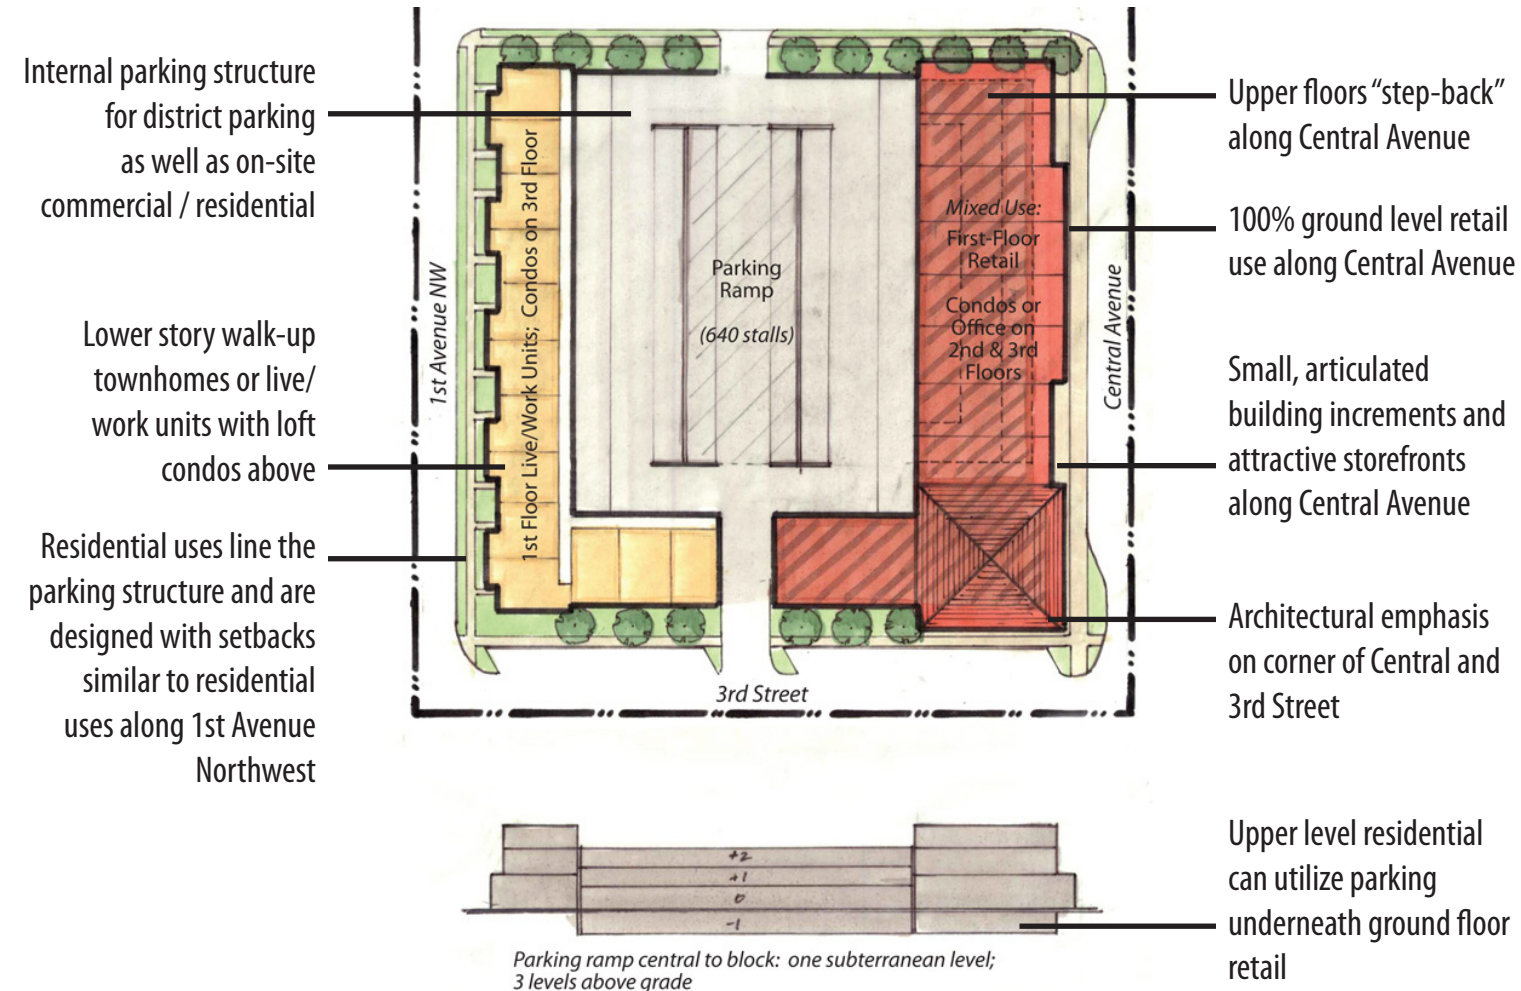 Internal parking structure
for district parking
as well as on-site
commercial / residential
Lower story walk-up
townhomes or live/
work units with loft
condos above
Residential uses line the
parking structure and are
designed with setbacks
similar to residential
uses along 1st Avenue
Northwest
1st Avenue NW
1st Floor Live/Work Units; Condos on 3rd Floor
Parking
Ramp
(640 stalls)
Mixed Use:
First-Floor
Retail
Condos or
Office on
2nd & 3rd
Floors
Central Avenue
3rd Street
Upper floors “step-back”
along Central Avenue
100% ground level retail
use along Central Avenue
Small, articulated
building increments and
attractive storefronts
along Central Avenue
Architectural emphasis
on corner of Central and
3rd Street
+2
+1
0
-1
Parking ramp central to block: one subterranean level;
3 levels above grade
Upper level residential
can utilize parking
underneath ground floor
retail